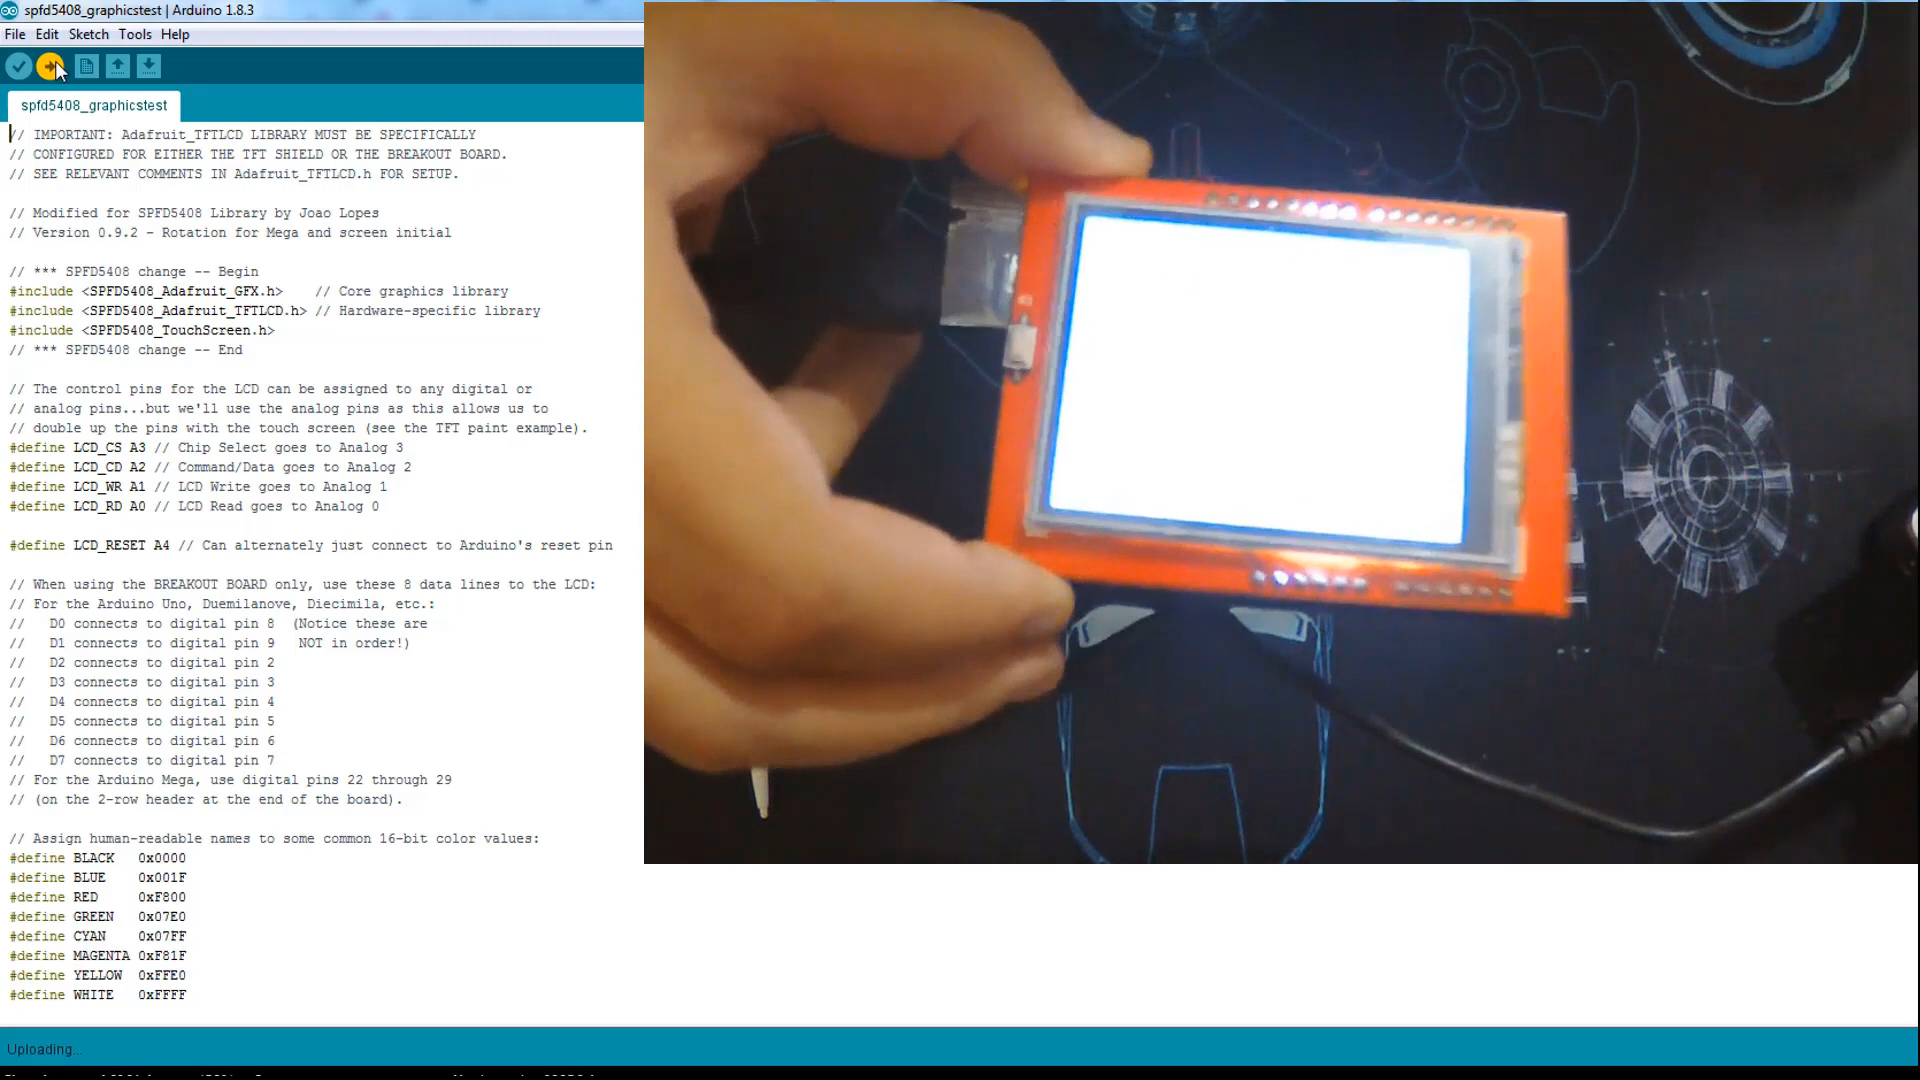 spfd5408_graphicstest | Arduino 1.8.3
File Edit Sketch Tools Help
spfd5408_graphicstest
// IMPORTANT: Adafruit_TFTLCD LIBRARY MUST BE SPECIFICALLY
// CONFIGURED FOR EITHER THE TFT SHIELD OR THE BREAKOUT BOARD.
// SEE RELEVANT COMMENTS IN Adafruit_TFTLCD.h FOR SETUP.
// Modified for SPFD5408 Library by Joao Lopes
// Version 0.9.2 - Rotation for Mega and screen initial
// *** SPFD5408 change -- Begin
#include <SPFD5408_Adafruit_GFX.h>    // Core graphics library
#include <SPFD5408_Adafruit_TFTLCD.h> // Hardware-specific library
#include <SPFD5408_TouchScreen.h>
// *** SPFD5408 change -- End
// The control pins for the LCD can be assigned to any digital or
// analog pins...but we'll use the analog pins as this allows us to
// double up the pins with the touch screen (see the TFT paint example).
#define LCD_CS A3 // Chip Select goes to Analog 3
#define LCD_CD A2 // Command/Data goes to Analog 2
#define LCD_WR A1 // LCD Write goes to Analog 1
#define LCD_RD A0 // LCD Read goes to Analog 0
#define LCD_RESET A4 // Can alternately just connect to Arduino's reset pin
// When using the BREAKOUT BOARD only, use these 8 data lines to the LCD:
// For the Arduino Uno, Duemilanove, Diecimila, etc.:
//   D0 connects to digital pin 8  (Notice these are
//   D1 connects to digital pin 9   NOT in order!)
//   D2 connects to digital pin 2
//   D3 connects to digital pin 3
//   D4 connects to digital pin 4
//   D5 connects to digital pin 5
//   D6 connects to digital pin 6
//   D7 connects to digital pin 7
// For the Arduino Mega, use digital pins 22 through 29
// (on the 2-row header at the end of the board).
// Assign human-readable names to some common 16-bit color values:
#define BLACK   0x0000
#define BLUE    0x001F
#define RED     0xF800
#define GREEN   0x07E0
#define CYAN    0x07FF
#define MAGENTA 0xF81F
#define YELLOW  0xFFE0
#define WHITE   0xFFFF
Uploading...